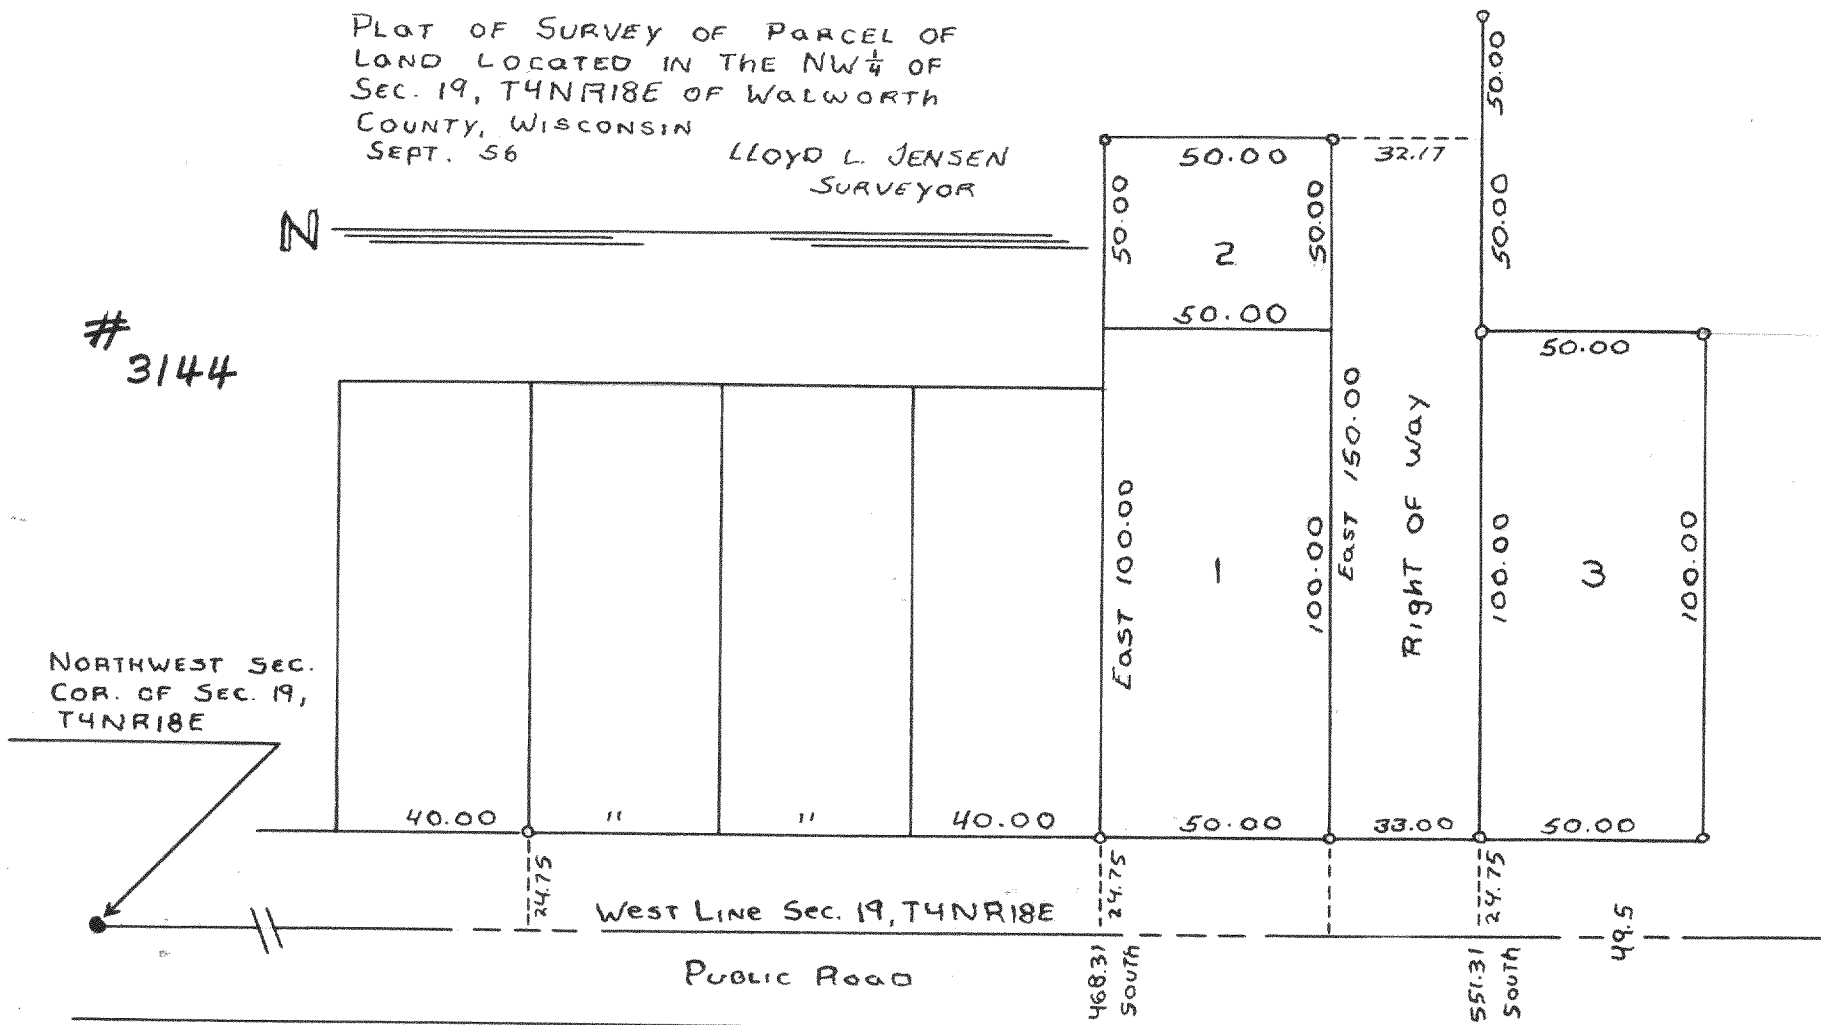 PLAT OF SURVEY OF PARCEL OF
LAND LOCATED IN THE NW 1/4 OF
SEC. 19, T4NR18E OF WALWORTH
COUNTY, WISCONSIN
SEPT. 56
LLOYD L. JENSEN
SURVEYOR
N
#
3144
50.00
50.00
50.00
32.17
50.00
50.00
2
50.00
50.00
East 100.00
1
100.00
East 150.00
Right OF Way
100.00
3
100.00
NORTHWEST SEC.
COR. OF SEC. 19,
T4NR18E
40.00
"
"
40.00
50.00
33.00
50.00
24.75
24.75
24.75
WEST LINE SEC. 19, T4NR18E
49.5
PUBLIC ROAD
468.31
SOUTH
551.31
SOUTH